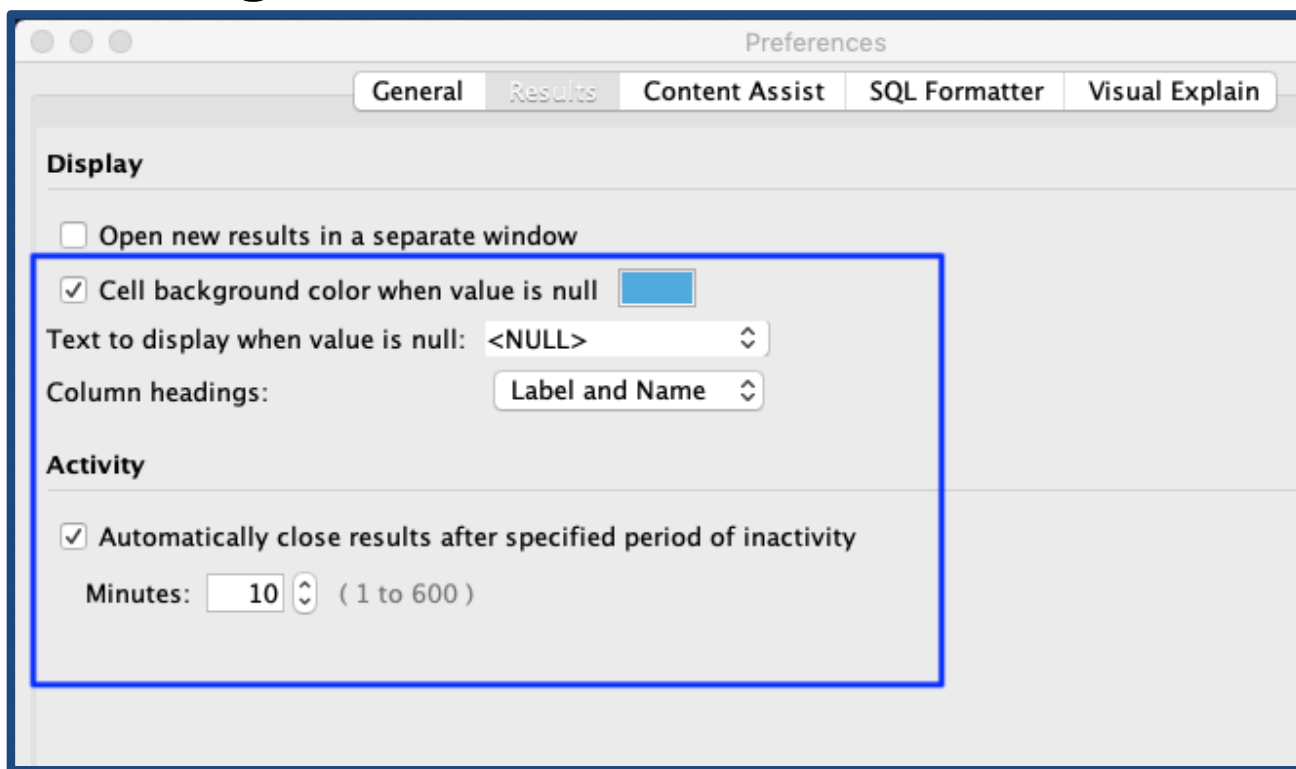 Preferences
General Results Content Assist SQL Formatter Visual Explain
Display
Open new results in a separate window
Cell background color when value is null
Text to display when value is null: <NULL>
Column headings: Label and Name
Activity
Automatically close results after specified period of inactivity
Minutes: 10 ( 1 to 600 )